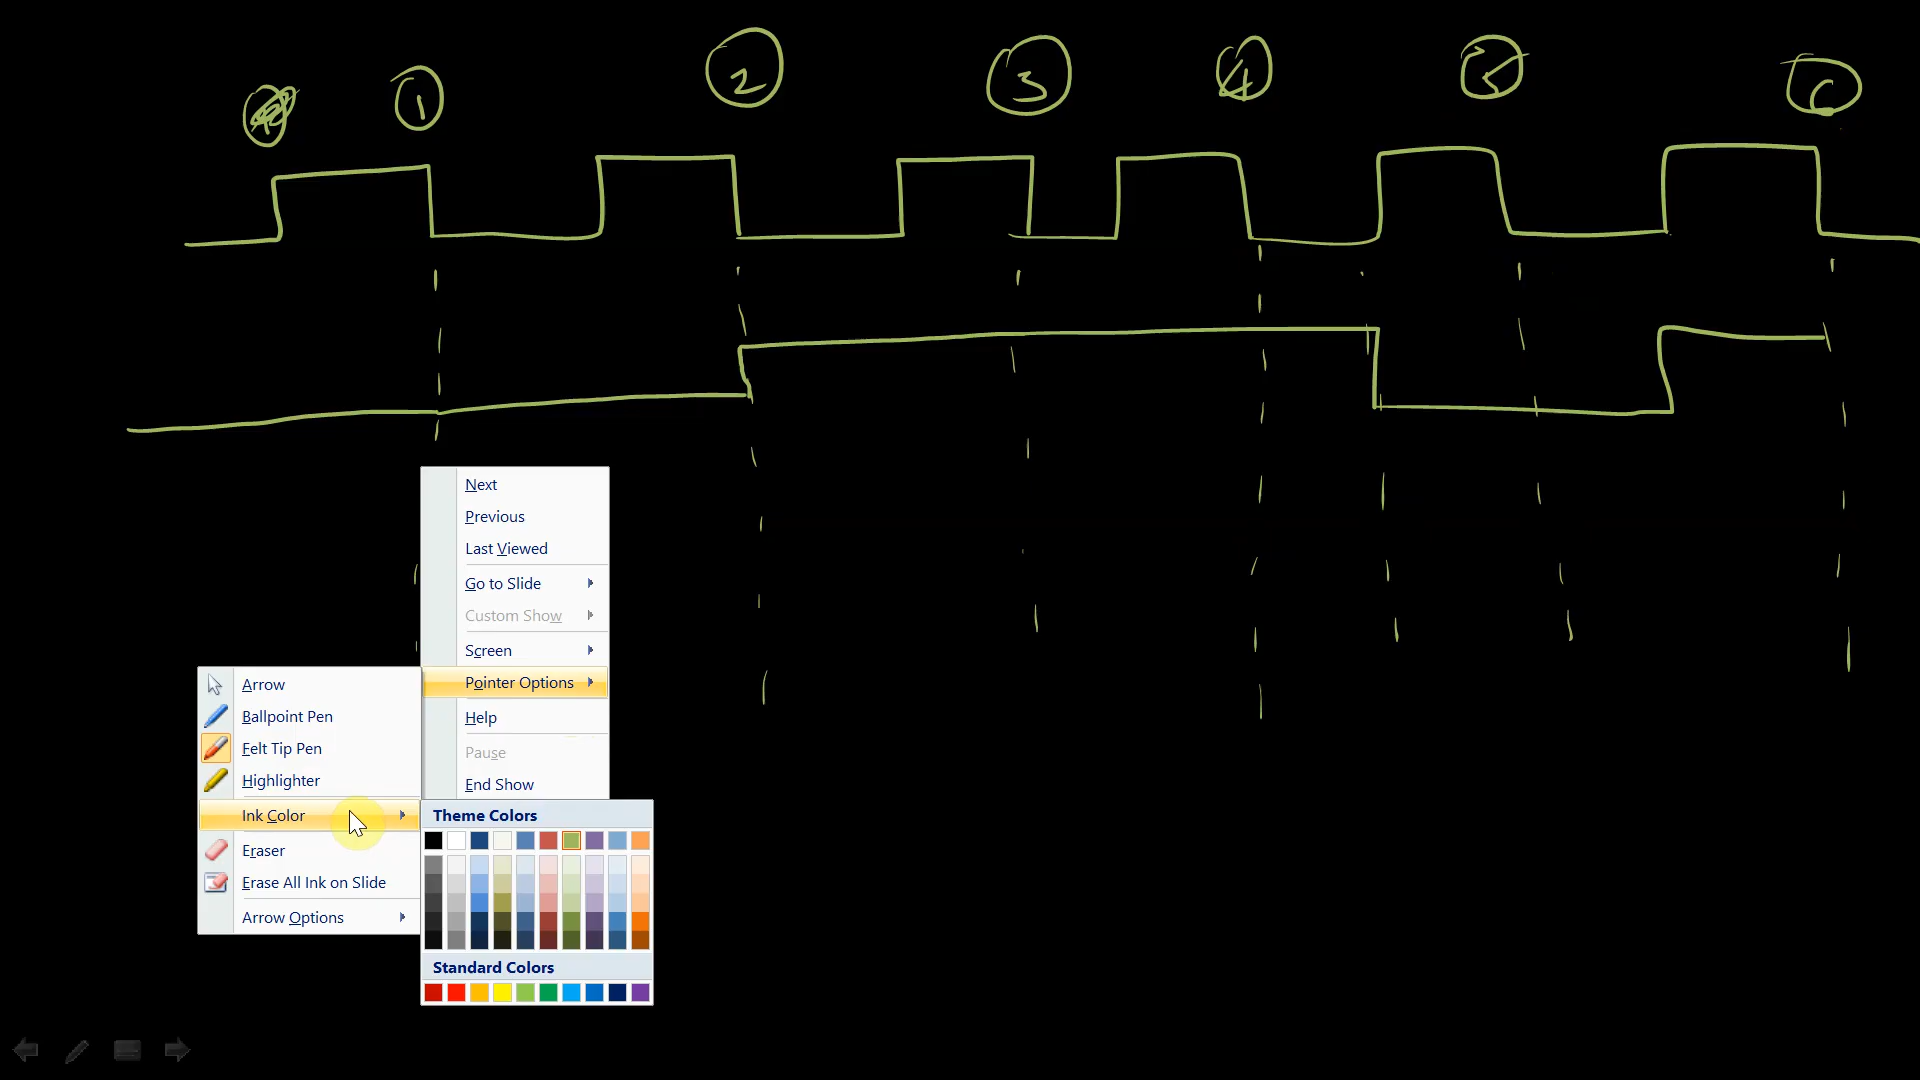 1
2
3
4
5
6
Next
Previous
Last Viewed
Go to Slide
Custom Show
Screen
Pointer Options
Help
Pause
End Show
Arrow
Ballpoint Pen
Felt Tip Pen
Highlighter
Ink Color
Eraser
Erase All Ink on Slide
Arrow Options
Theme Colors
Standard Colors